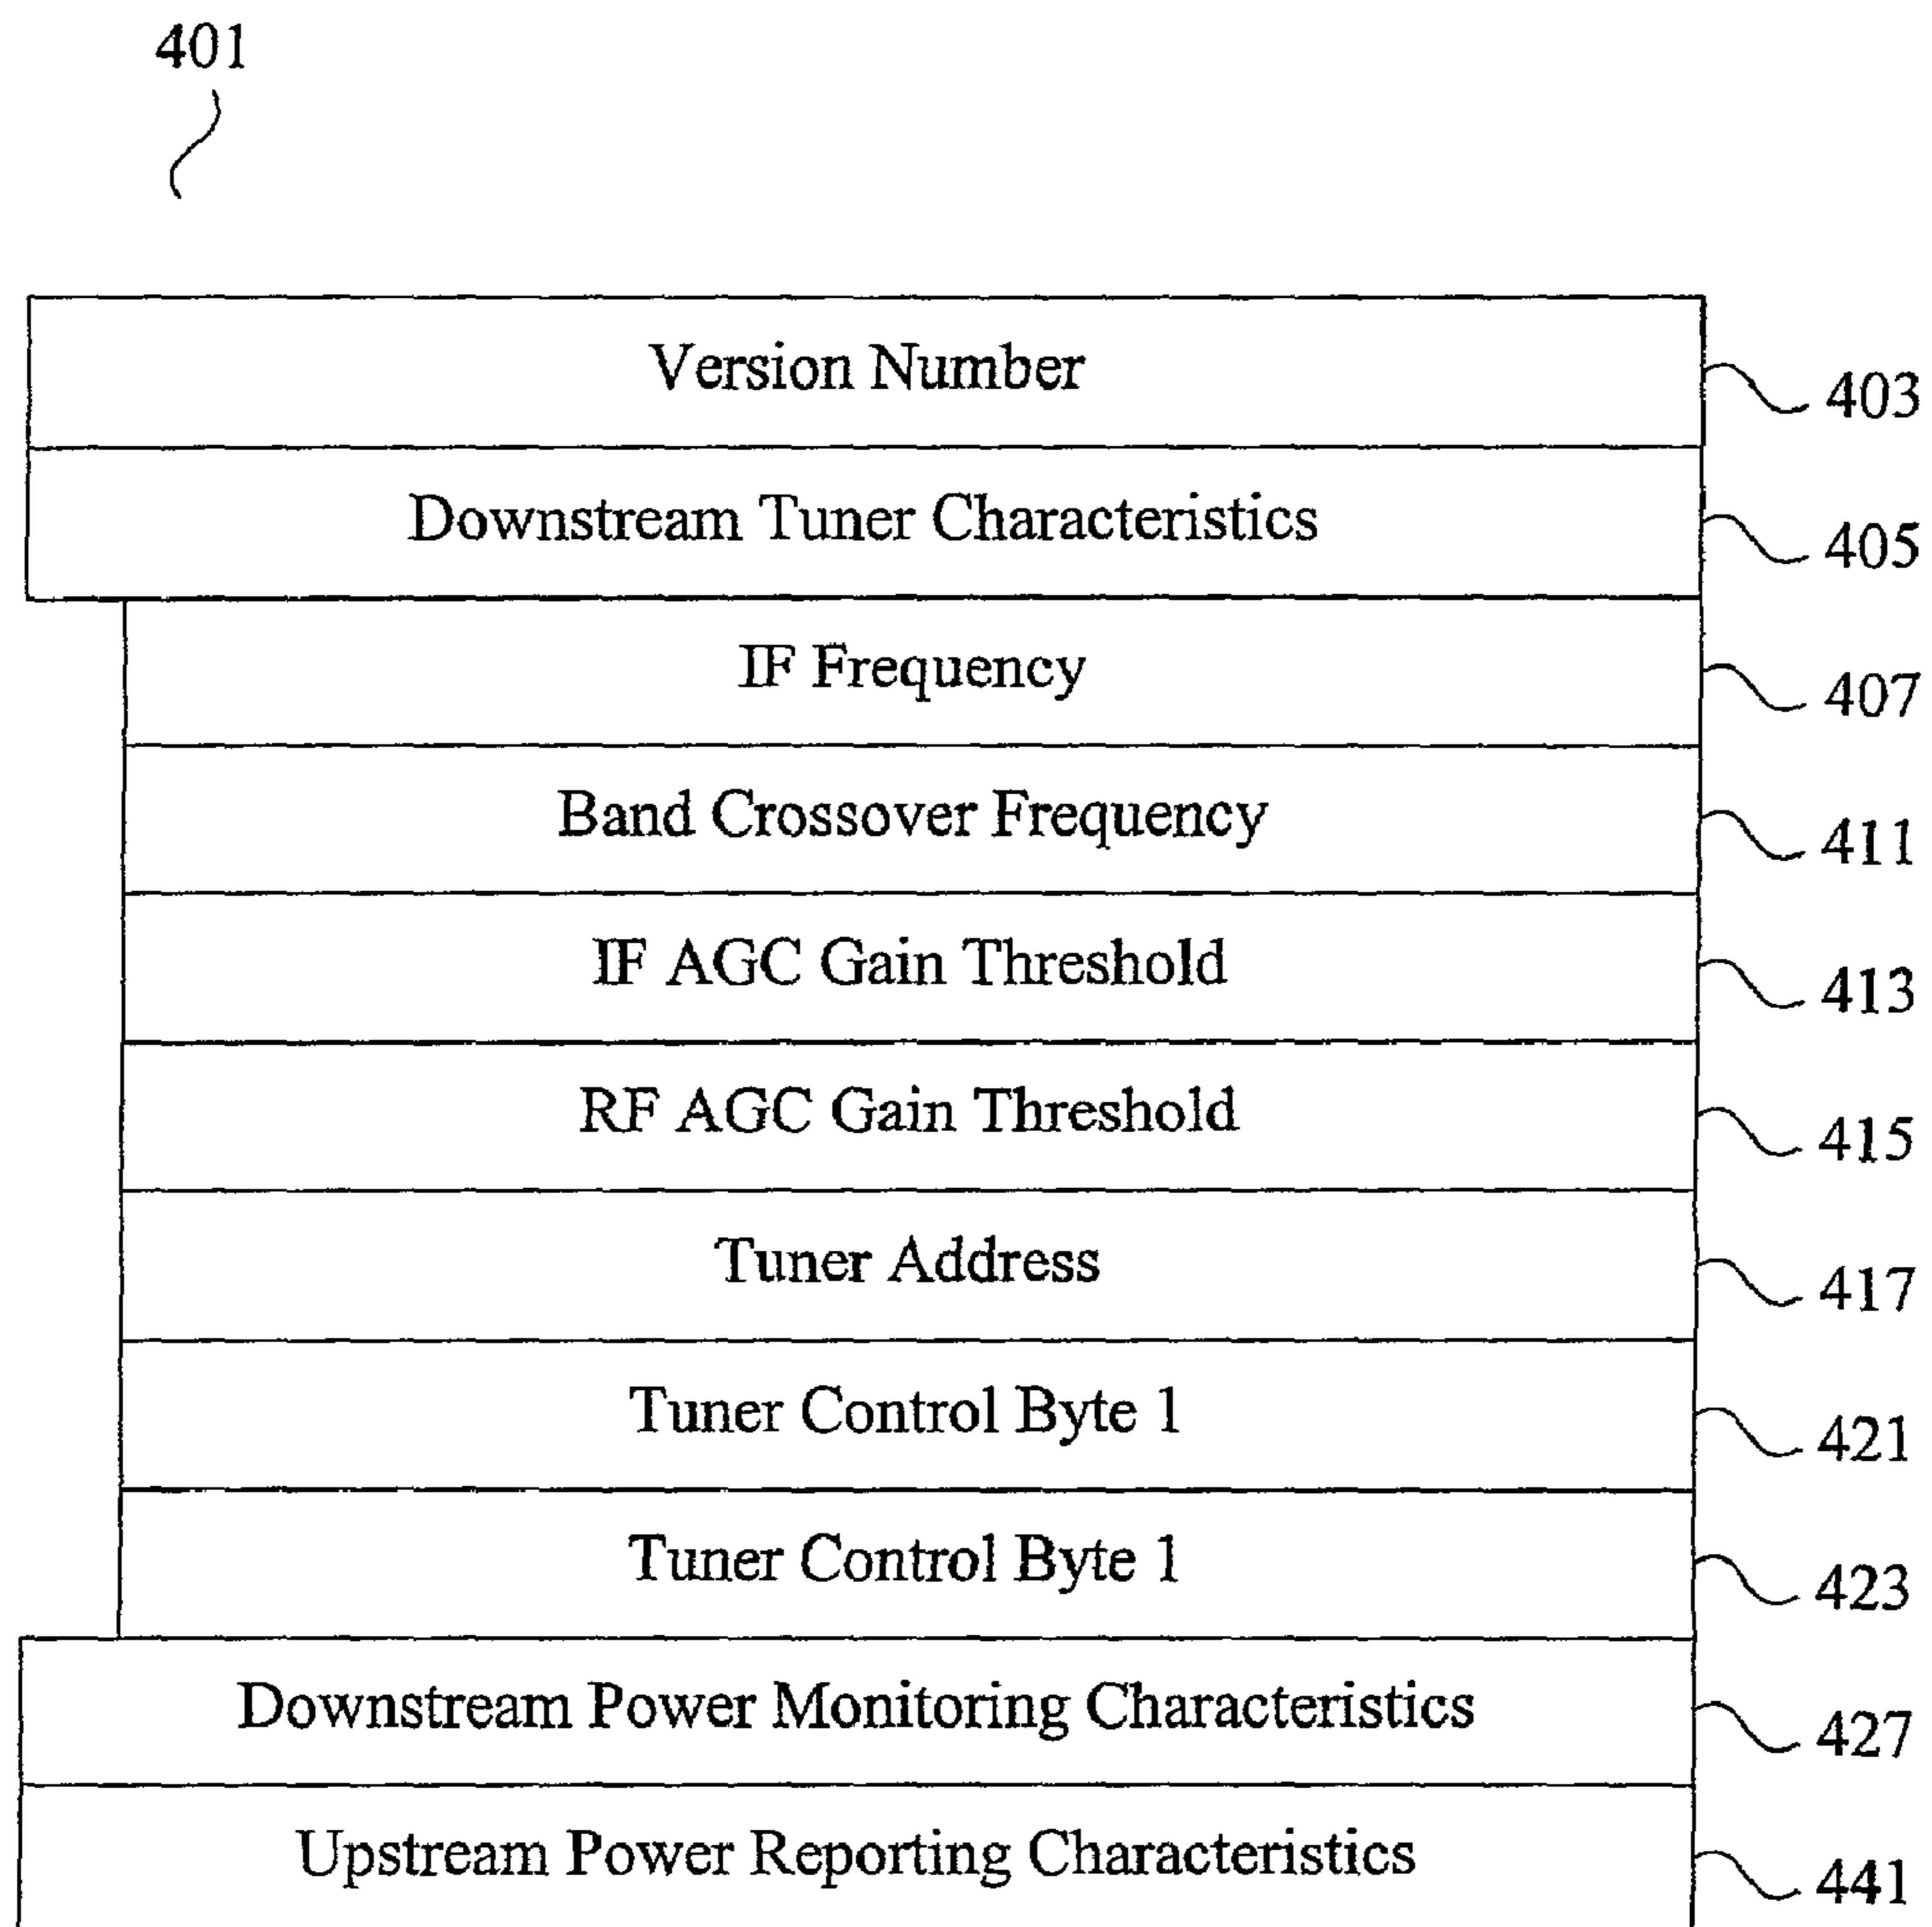 401
Version Number 403
Downstream Tuner Characteristics 405
IF Frequency 407
Band Crossover Frequency 411
IF AGC Gain Threshold 413
RF AGC Gain Threshold 415
Tuner Address 417
Tuner Control Byte 1 421
Tuner Control Byte 1 423
Downstream Power Monitoring Characteristics 427
Upstream Power Reporting Characteristics 441